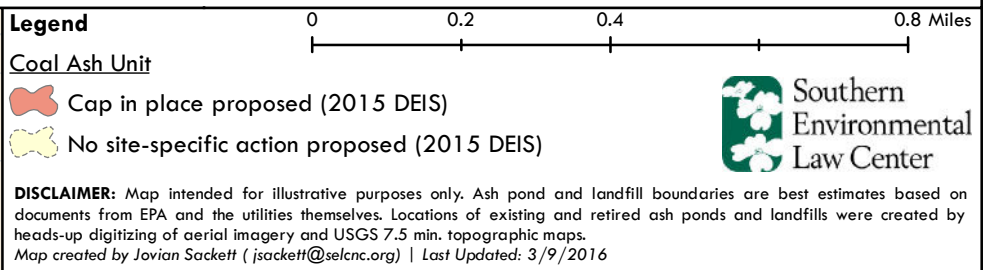 Legend
0 0.2 0.4 0.8 Miles
Coal Ash Unit
Cap in place proposed (2015 DEIS)
No site-specific action proposed (2015 DEIS)
Southern
Environmental
Law Center
DISCLAIMER: Map intended for illustrative purposes only. Ash pond and landfill boundaries are best estimates based on
documents from EPA and the utilities themselves. Locations of existing and retired ash ponds and landfills were created by
heads-up digitizing of aerial imagery and USGS 7.5 min. topographic maps.
Map created by Jovian Sackett ( jsackett@selcnc.org) | Last Updated: 3/9/2016